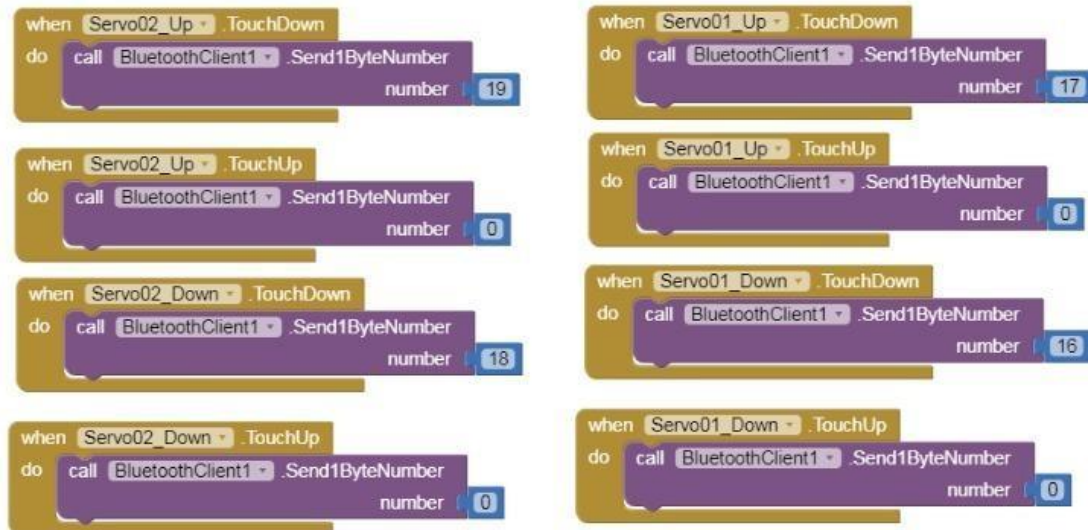 when Servo02_Up .TouchDown
do call BluetoothClient1 .Send1ByteNumber
number 19
when Servo02_Up .TouchUp
do call BluetoothClient1 .Send1ByteNumber
number 0
when Servo02_Down .TouchDown
do call BluetoothClient1 .Send1ByteNumber
number 18
when Servo02_Down .TouchUp
do call BluetoothClient1 .Send1ByteNumber
number 0
when Servo01_Up .TouchDown
do call BluetoothClient1 .Send1ByteNumber
number 17
when Servo01_Up .TouchUp
do call BluetoothClient1 .Send1ByteNumber
number 0
when Servo01_Down .TouchDown
do call BluetoothClient1 .Send1ByteNumber
number 16
when Servo01_Down .TouchUp
do call BluetoothClient1 .Send1ByteNumber
number 0